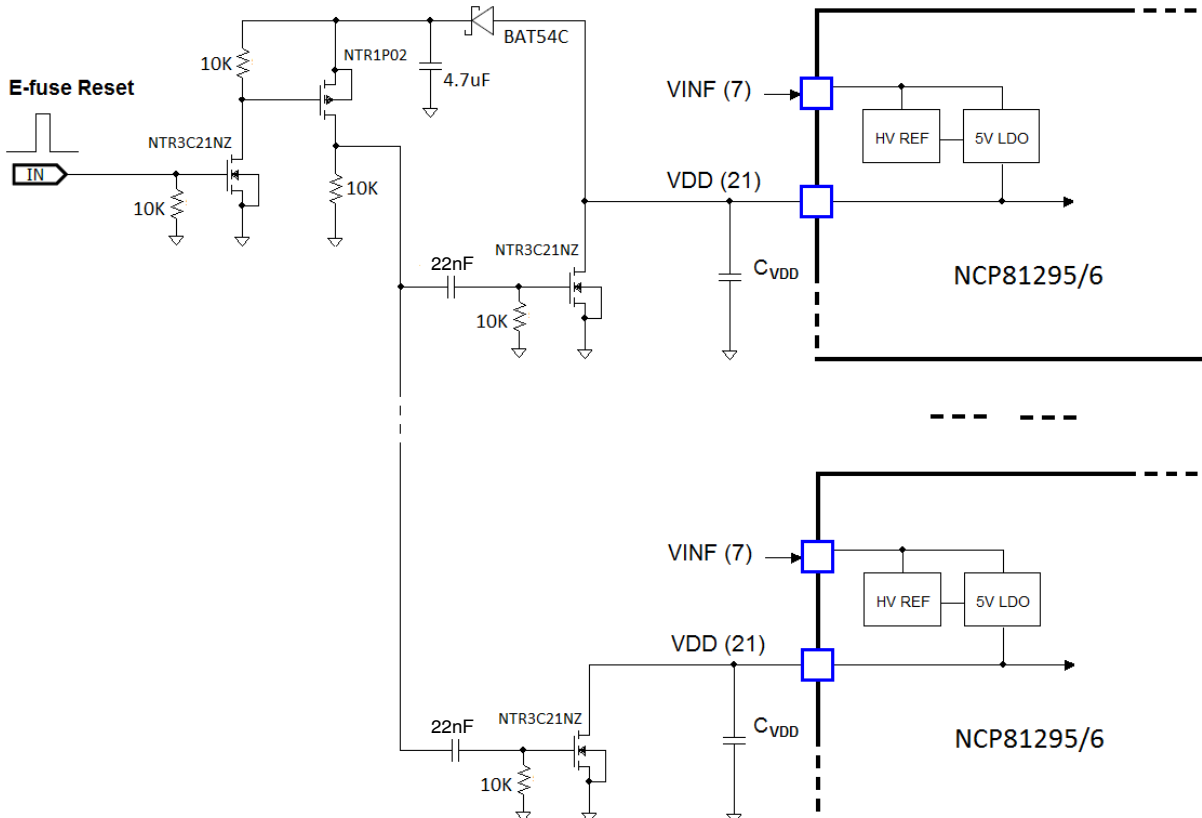 BAT54C
NTR1P02
10K
4.7uF
E-fuse Reset
VINF (7)
HV REF
5V LDO
NTR3C21NZ
IN
10K
10K
VDD (21)
NTR3C21NZ
22nF
CVDD
NCP81295/6
10K
VINF (7)
HV REF
5V LDO
VDD (21)
NTR3C21NZ
22nF
CVDD
NCP81295/6
10K